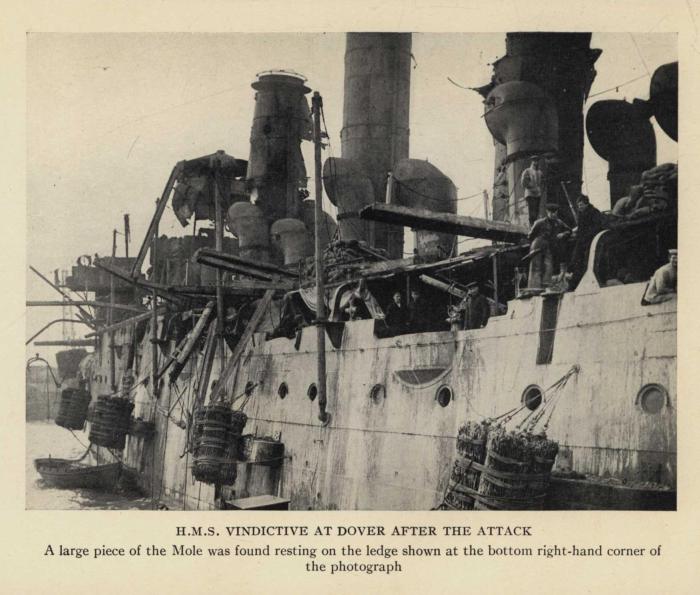 H.M.S. VINDICTIVE AT DOVER AFTER THE ATTACK
A large piece of the Mole was found resting on the ledge shown at the bottom right-hand corner of
the photograph